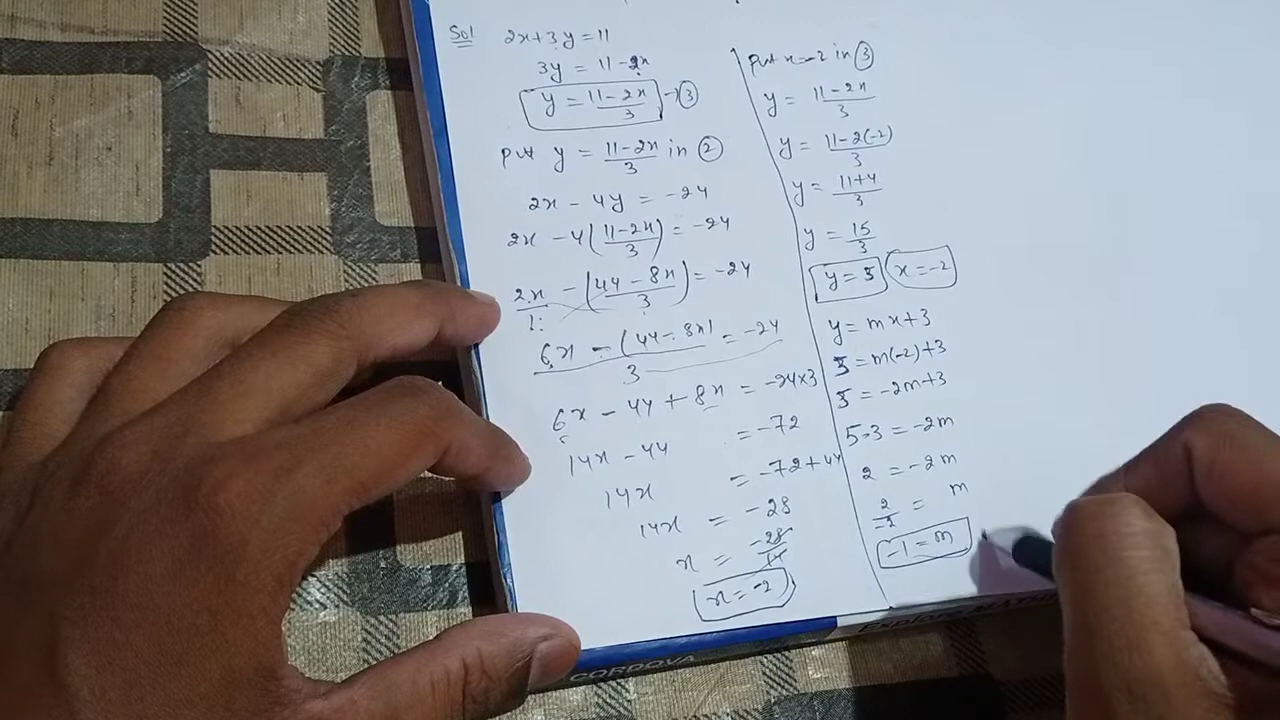 Sol 2x+3y=11
3y = 11-2x
y = 11-2x/3 → ③
put y = 11-2x/3 in ②
2x - 4y = -24
2x - 4(11-2x/3) = -24
2x/1 - (44-8x/3) = -24
6x - (44-8x)/3 = -24
6x - 44 + 8x = -24×3
14x - 44 = -72
14x = -72+44
14x = -28
x = -28/14
x = -2
put x=-2 in ③
y = 11-2x/3
y = 11-2(-2)/3
y = 11+4/3
y = 15/3
y = 5 x = -2
y = mx+3
5 = m(-2)+3
5 = -2m+3
5-3 = -2m
2 = -2m
2/-2 = m
-1 = m
CORDOVA